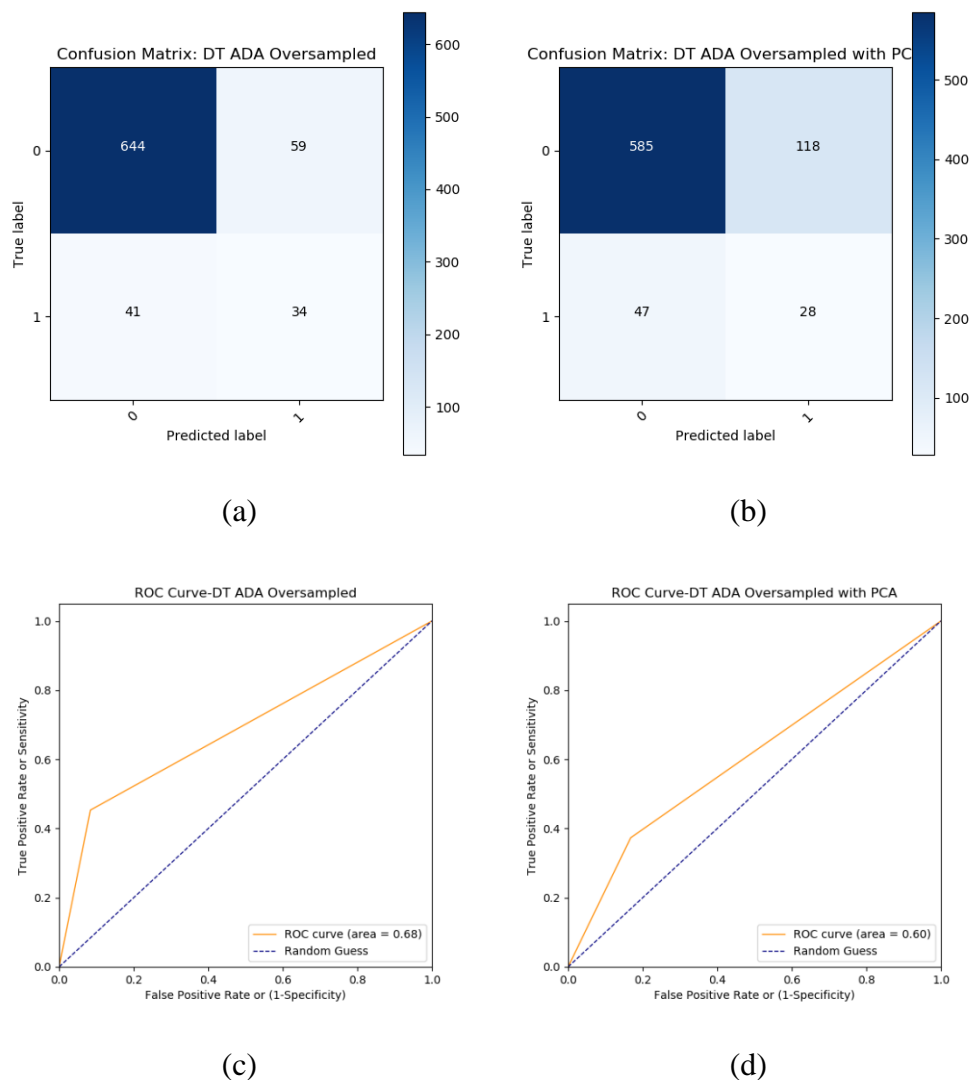 Confusion Matrix: DT ADA Oversampled
644
59
41
34
0
1
True label
0
1
Predicted label
600
500
400
300
200
100
Confusion Matrix: DT ADA Oversampled with PC
585
118
47
28
0
1
True label
0
1
Predicted label
500
400
300
200
100
(a)
(b)
ROC Curve-DT ADA Oversampled
True Positive Rate or Sensitivity
1.0
0.8
0.6
0.4
0.2
0.0
ROC curve (area = 0.68)
Random Guess
0.0 0.2 0.4 0.6 0.8 1.0
False Positive Rate or (1-Specificity)
ROC Curve-DT ADA Oversampled with PCA
True Positive Rate or Sensitivity
1.0
0.8
0.6
0.4
0.2
0.0
ROC curve (area = 0.60)
Random Guess
0.0 0.2 0.4 0.6 0.8 1.0
False Positive Rate or (1-Specificity)
(c)
(d)